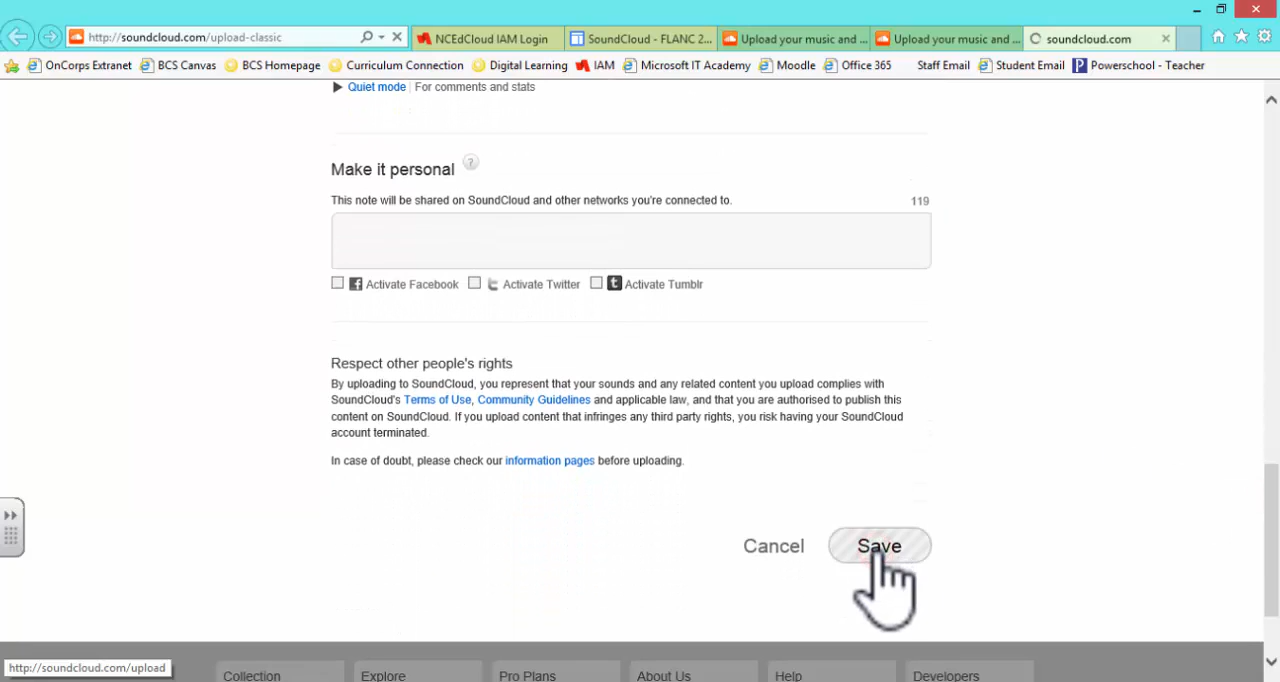 http://soundcloud.com/upload-classic
NCEdCloud IAM Login
SoundCloud - FLANC 2...
Upload your music and ...
Upload your music and ...
soundcloud.com
OnCorps Extranet
BCS Canvas
BCS Homepage
Curriculum Connection
Digital Learning
IAM
Microsoft IT Academy
Moodle
Office 365
Staff Email
Student Email
Powerschool - Teacher
Quiet mode For comments and stats
Make it personal ?
This note will be shared on SoundCloud and other networks you're connected to. 119
Activate Facebook Activate Twitter Activate Tumblr
Respect other people's rights
By uploading to SoundCloud, you represent that your sounds and any related content you upload complies with
SoundCloud's Terms of Use, Community Guidelines and applicable law, and that you are authorised to publish this
content on SoundCloud. If you upload content that infringes any third party rights, you risk having your SoundCloud
account terminated.
In case of doubt, please check our information pages before uploading.
Cancel Save
http://soundcloud.com/upload
Collection Explore Pro Plans About Us Help Developers